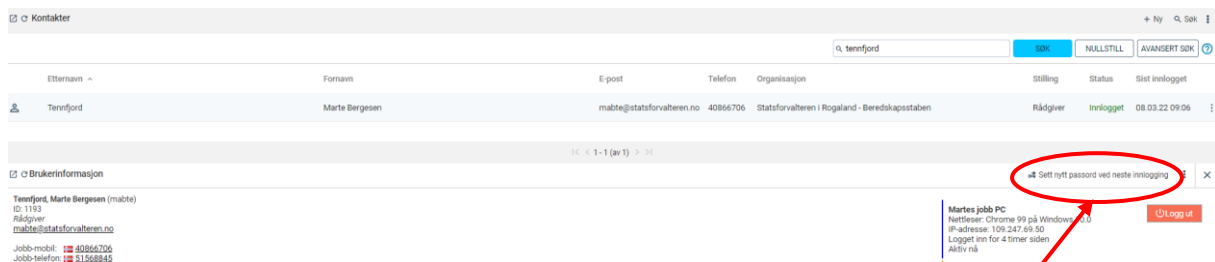 Kontakter
+ Ny Søk
tennfjord SØK NULLSTILL AVANSERT SØK ?
Etternavn Fornavn E-post Telefon Organisasjon Stilling Status Sist innlogget
Tennfjord Marte Bergesen mabte@statsforvalteren.no 40866706 Statsforvalteren i Rogaland - Beredskapsstaben Rådgiver Innlogget 08.03.22 09:06
1 - 1 (av 1)
Brukerinformasjon
Sett nytt passord ved neste innlogging
Tennfjord, Marte Bergesen (mabte)
ID: 1193
Rådgiver
mabte@statsforvalteren.no
Jobb-mobil: 40866706
Jobb-telefon: 51568845
Martes jobb PC
Nettleser: Chrome 99 på Windows 10.0
IP-adresse: 109.247.69.50
Logget inn for 4 timer siden
Aktiv nå
Logg ut